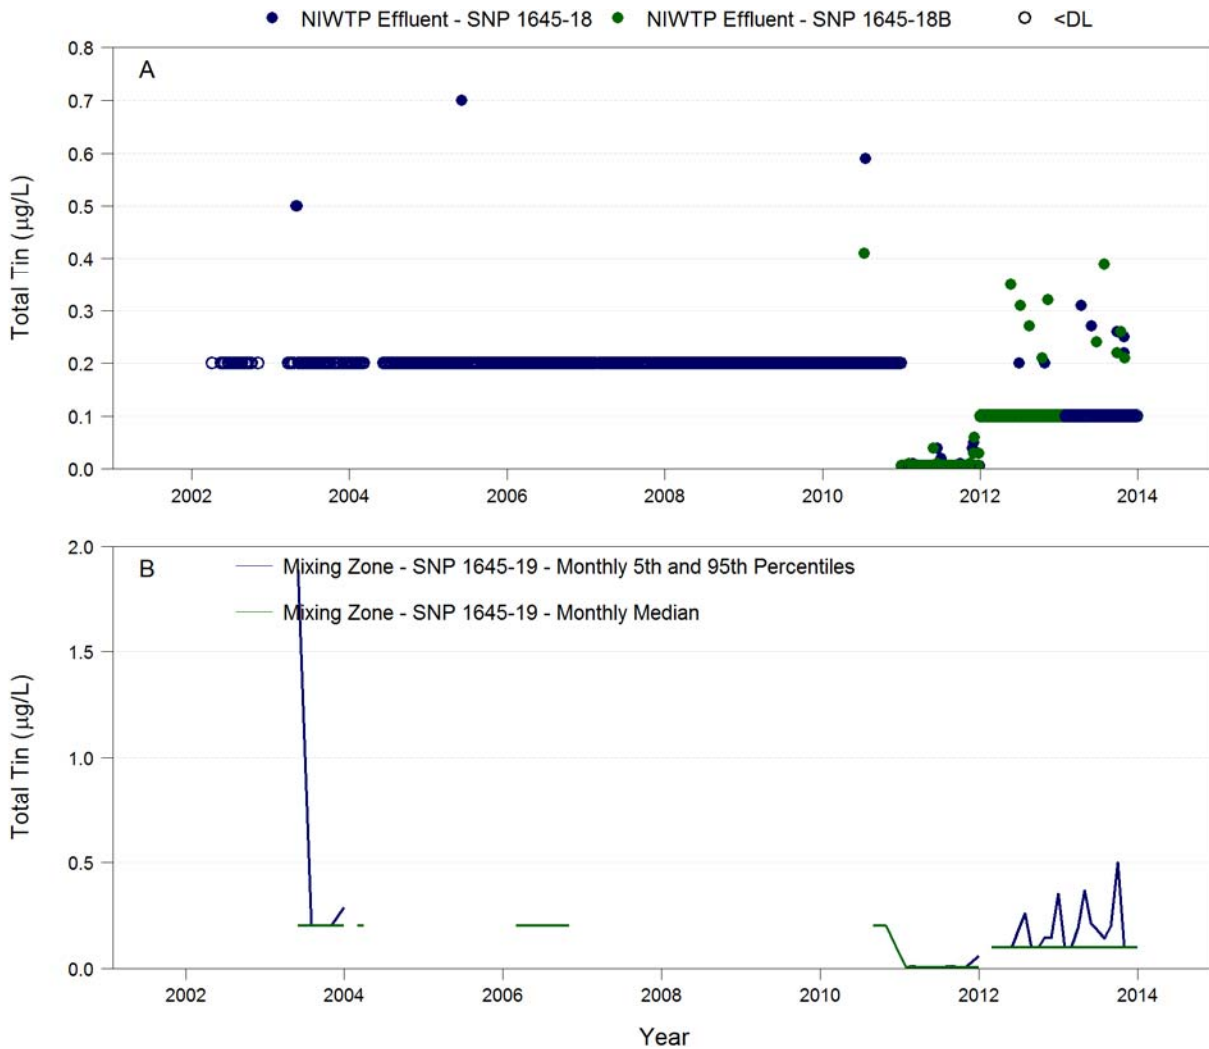 NIWTP Effluent - SNP 1645-18 NIWTP Effluent - SNP 1645-18B <DL
A
0.8
0.7
0.6
0.5
0.4
0.3
0.2
0.1
0.0
Total Tin (µg/L)
2002 2004 2006 2008 2010 2012 2014
B
Mixing Zone - SNP 1645-19 - Monthly 5th and 95th Percentiles
Mixing Zone - SNP 1645-19 - Monthly Median
2.0
1.5
1.0
0.5
0.0
Total Tin (µg/L)
2002 2004 2006 2008 2010 2012 2014
Year